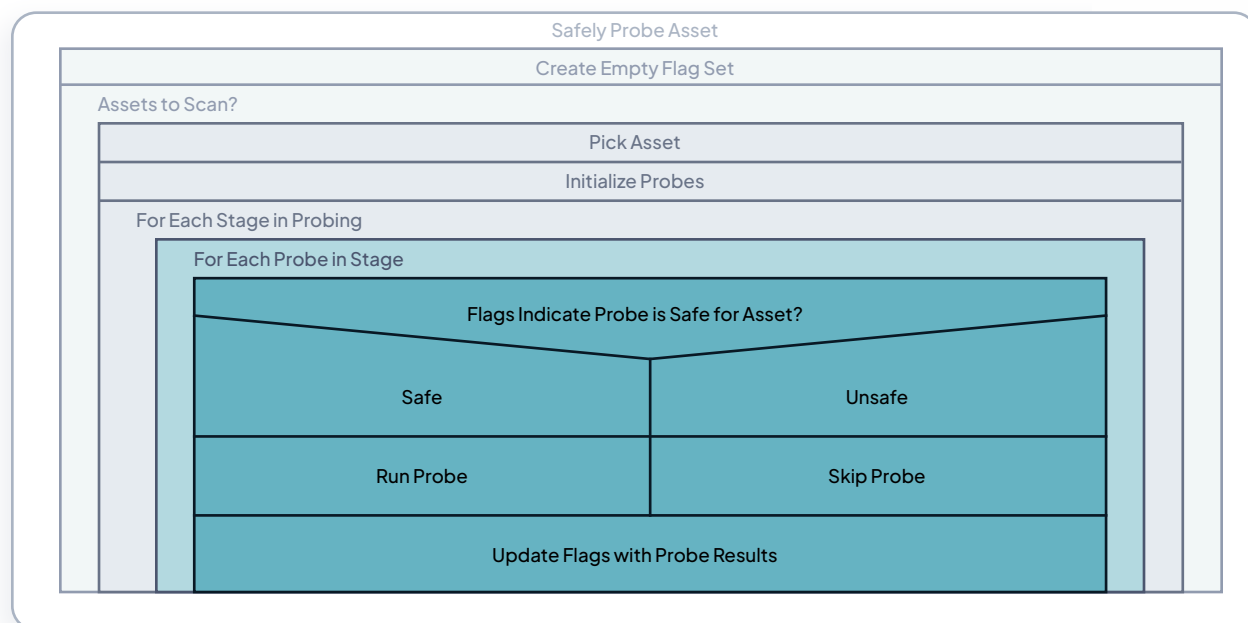 Safely Probe Asset
Create Empty Flag Set
Assets to Scan?
Pick Asset
Initialize Probes
For Each Stage in Probing
For Each Probe in Stage
Flags Indicate Probe is Safe for Asset?
Safe
Unsafe
Run Probe
Skip Probe
Update Flags with Probe Results